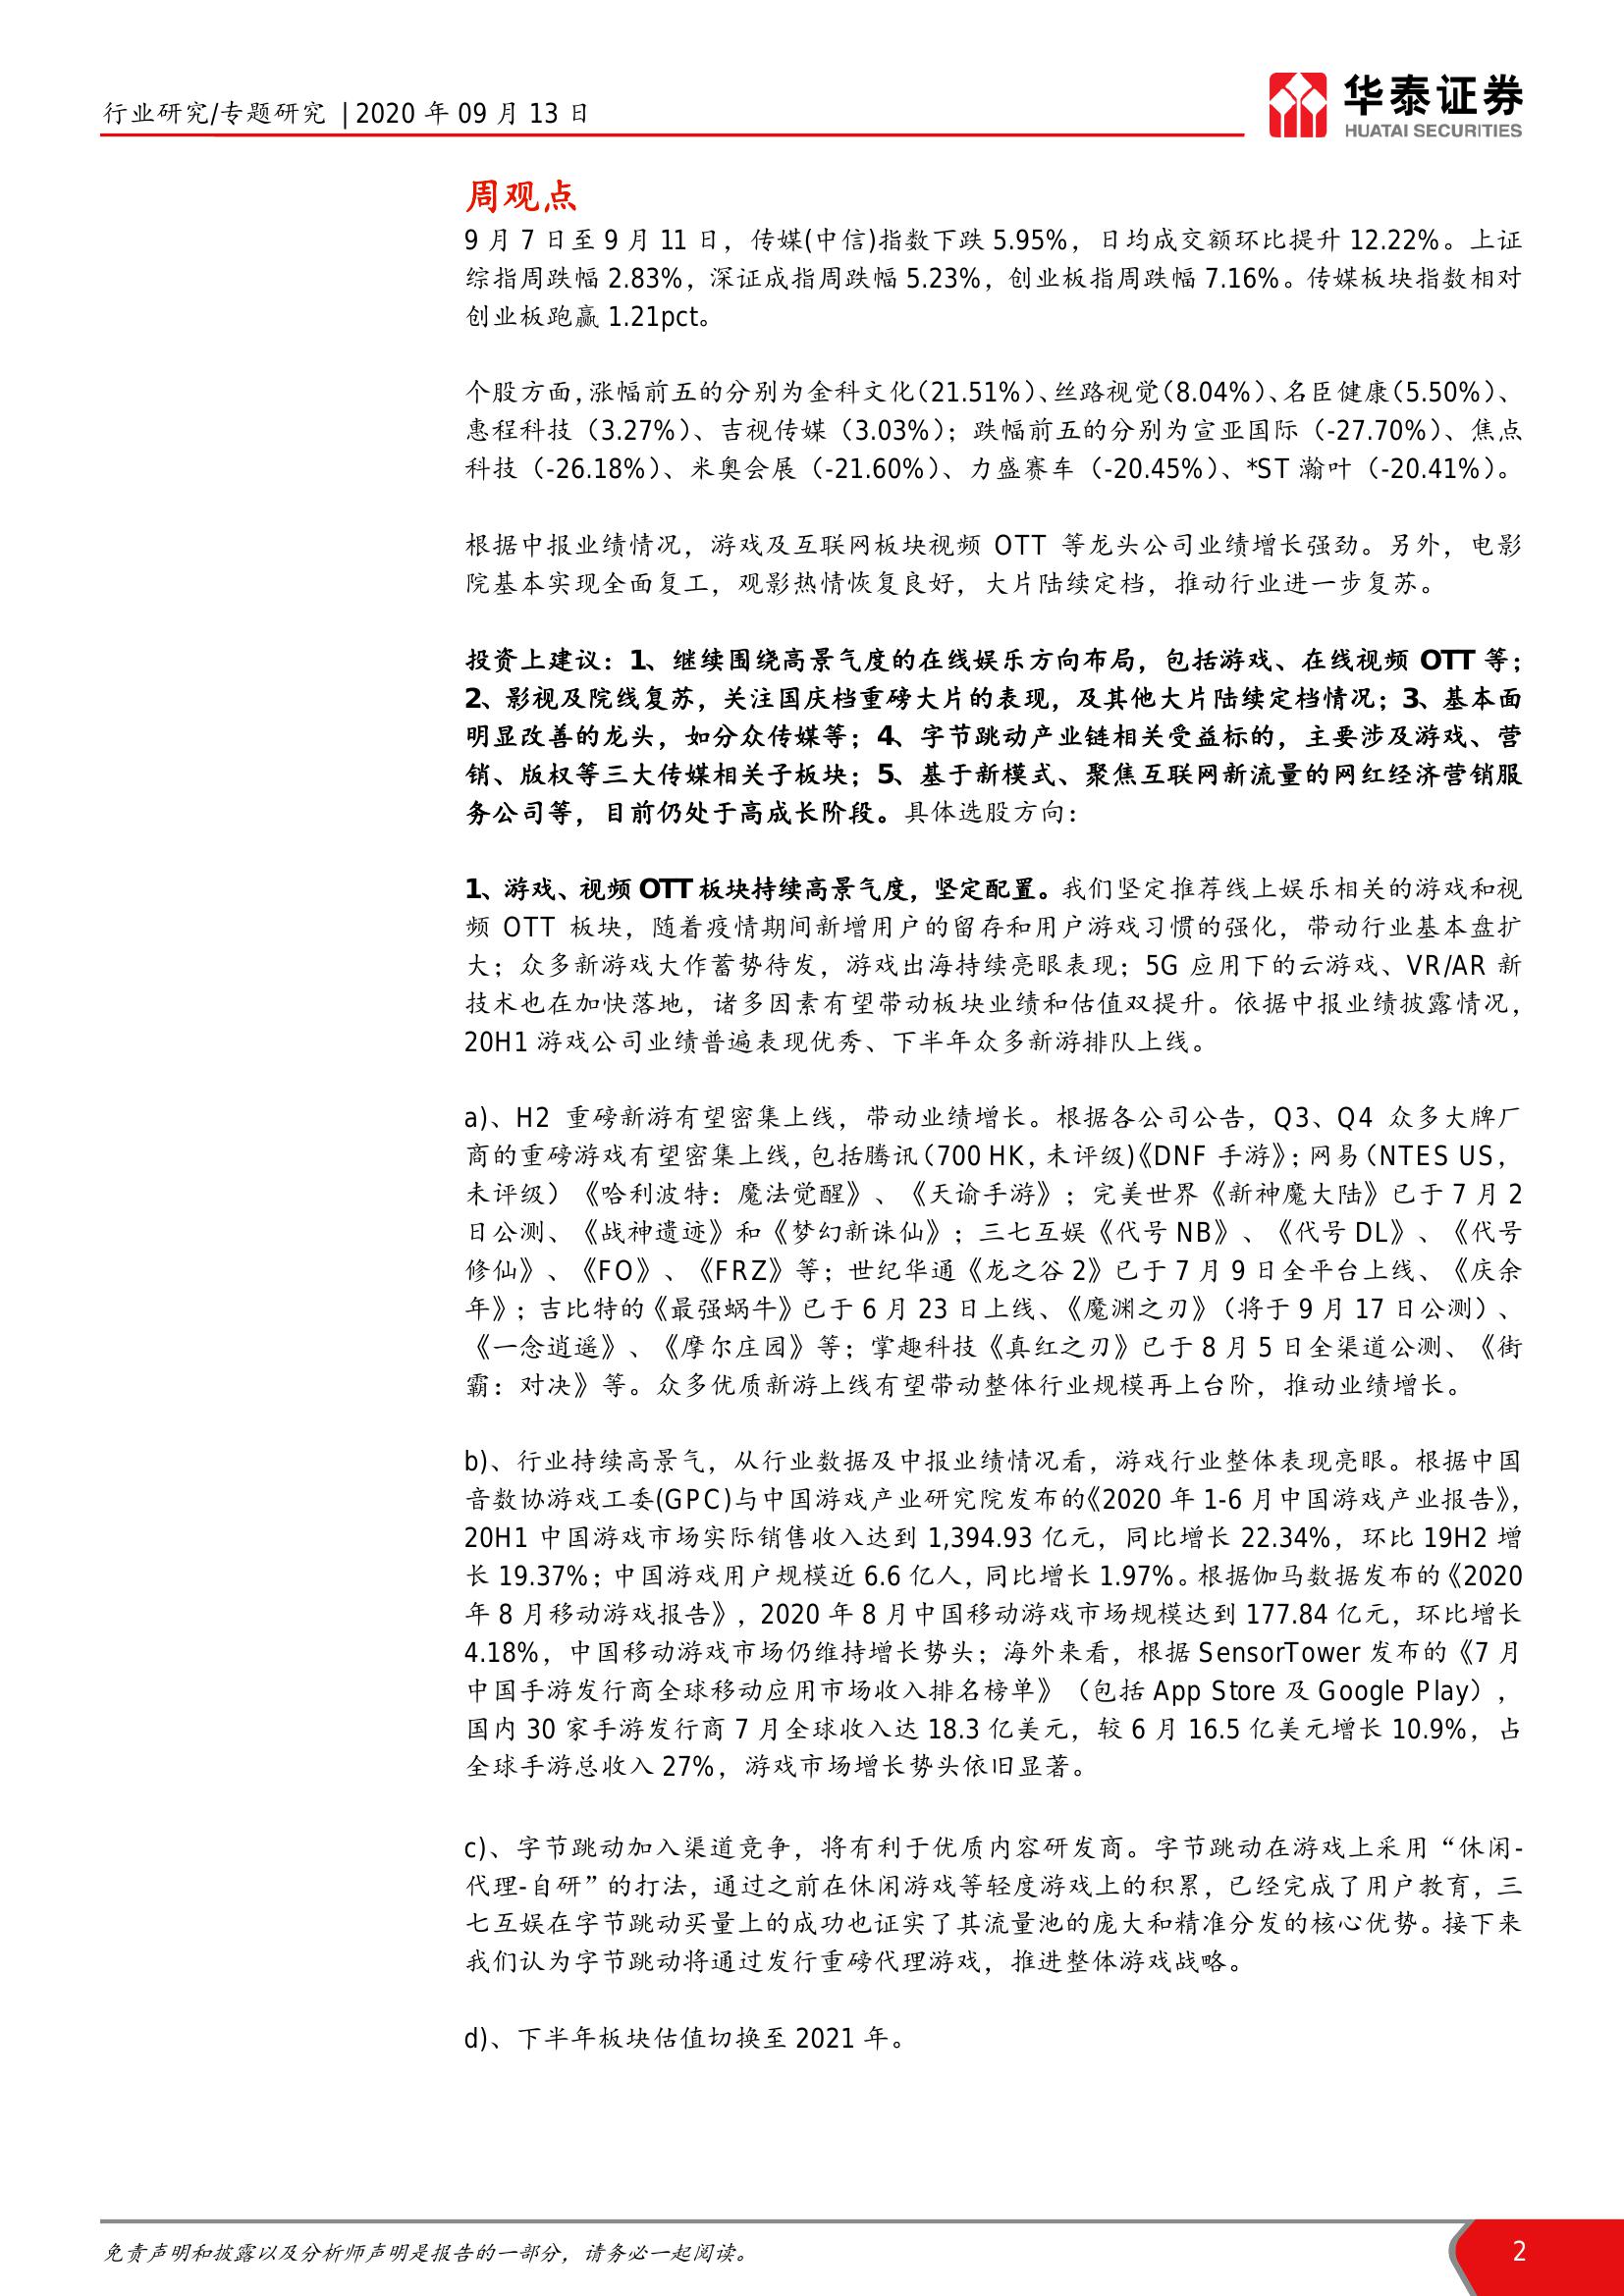 行业研究/专题研究 | 2020 年 09 月 13 日
华泰证券
HUATAI SECURITIES
周观点
9 月 7 日至 9 月 11 日，传媒(中信)指数下跌 5.95%，日均成交额环比提升 12.22%。上证
综指周跌幅 2.83%，深证成指周跌幅 5.23%，创业板指周跌幅 7.16%。传媒板块指数相对
创业板跑赢 1.21pct。
个股方面，涨幅前五的分别为金科文化（21.51%）、丝路视觉（8.04%）、名臣健康（5.50%）、
惠程科技（3.27%）、吉视传媒（3.03%）；跌幅前五的分别为宣亚国际（-27.70%）、焦点
科技（-26.18%）、米奥会展（-21.60%）、力盛赛车（-20.45%）、*ST 瀚叶（-20.41%）。
根据中报业绩情况，游戏及互联网板块视频 OTT 等龙头公司业绩增长强劲。另外，电影
院基本实现全面复工，观影热情恢复良好，大片陆续定档，推动行业进一步复苏。
投资上建议：1、继续围绕高景气度的在线娱乐方向布局，包括游戏、在线视频 OTT 等；
2、影视及院线复苏，关注国庆档重磅大片的表现，及其他大片陆续定档情况；3、基本面
明显改善的龙头，如分众传媒等；4、字节跳动产业链相关受益标的，主要涉及游戏、营
销、版权等三大传媒相关子板块；5、基于新模式、聚焦互联网新流量的网红经济营销服
务公司等，目前仍处于高成长阶段。具体选股方向：
1、游戏、视频 OTT 板块持续高景气度，坚定配置。我们坚定推荐线上娱乐相关的游戏和视
频 OTT 板块，随着疫情期间新增用户的留存和用户游戏习惯的强化，带动行业基本盘扩
大；众多新游戏大作蓄势待发，游戏出海持续亮眼表现；5G 应用下的云游戏、VR/AR 新
技术也在加快落地，诸多因素有望带动板块业绩和估值双提升。依据中报业绩披露情况，
20H1 游戏公司业绩普遍表现优秀、下半年众多新游排队上线。
a)、H2 重磅新游有望密集上线，带动业绩增长。根据各公司公告，Q3、Q4 众多大牌厂
商的重磅游戏有望密集上线，包括腾讯（700 HK，未评级)《DNF 手游》；网易（NTES US，
未评级）《哈利波特：魔法觉醒》、《天谕手游》；完美世界《新神魔大陆》已于 7 月 2
日公测、《战神遗迹》和《梦幻新诛仙》；三七互娱《代号 NB》、《代号 DL》、《代号
修仙》、《FO》、《FRZ》等；世纪华通《龙之谷 2》已于 7 月 9 日全平台上线、《庆余
年》；吉比特的《最强蜗牛》已于 6 月 23 日上线、《魔渊之刃》（将于 9 月 17 日公测）、
《一念逍遥》、《摩尔庄园》等；掌趣科技《真红之刃》已于 8 月 5 日全渠道公测、《街
霸：对决》等。众多优质新游上线有望带动整体行业规模再上台阶，推动业绩增长。
b)、行业持续高景气，从行业数据及中报业绩情况看，游戏行业整体表现亮眼。根据中国
音数协游戏工委(GPC)与中国游戏产业研究院发布的《2020 年 1-6 月中国游戏产业报告》，
20H1 中国游戏市场实际销售收入达到 1,394.93 亿元，同比增长 22.34%，环比 19H2 增
长 19.37%；中国游戏用户规模近 6.6 亿人，同比增长 1.97%。根据伽马数据发布的《2020
年 8 月移动游戏报告》，2020 年 8 月中国移动游戏市场规模达到 177.84 亿元，环比增长
4.18%，中国移动游戏市场仍维持增长势头；海外来看，根据 SensorTower 发布的《7 月
中国手游发行商全球移动应用市场收入排名榜单》（包括 App Store 及 Google Play），
国内 30 家手游发行商 7 月全球收入达 18.3 亿美元，较 6 月 16.5 亿美元增长 10.9%，占
全球手游总收入 27%，游戏市场增长势头依旧显著。
c)、字节跳动加入渠道竞争，将有利于优质内容研发商。字节跳动在游戏上采用“休闲-
代理-自研”的打法，通过之前在休闲游戏等轻度游戏上的积累，已经完成了用户教育，三
七互娱在字节跳动买量上的成功也证实了其流量池的庞大和精准分发的核心优势。接下来
我们认为字节跳动将通过发行重磅代理游戏，推进整体游戏战略。
d)、下半年板块估值切换至 2021 年。
免责声明和披露以及分析师声明是报告的一部分，请务必一起阅读。
2